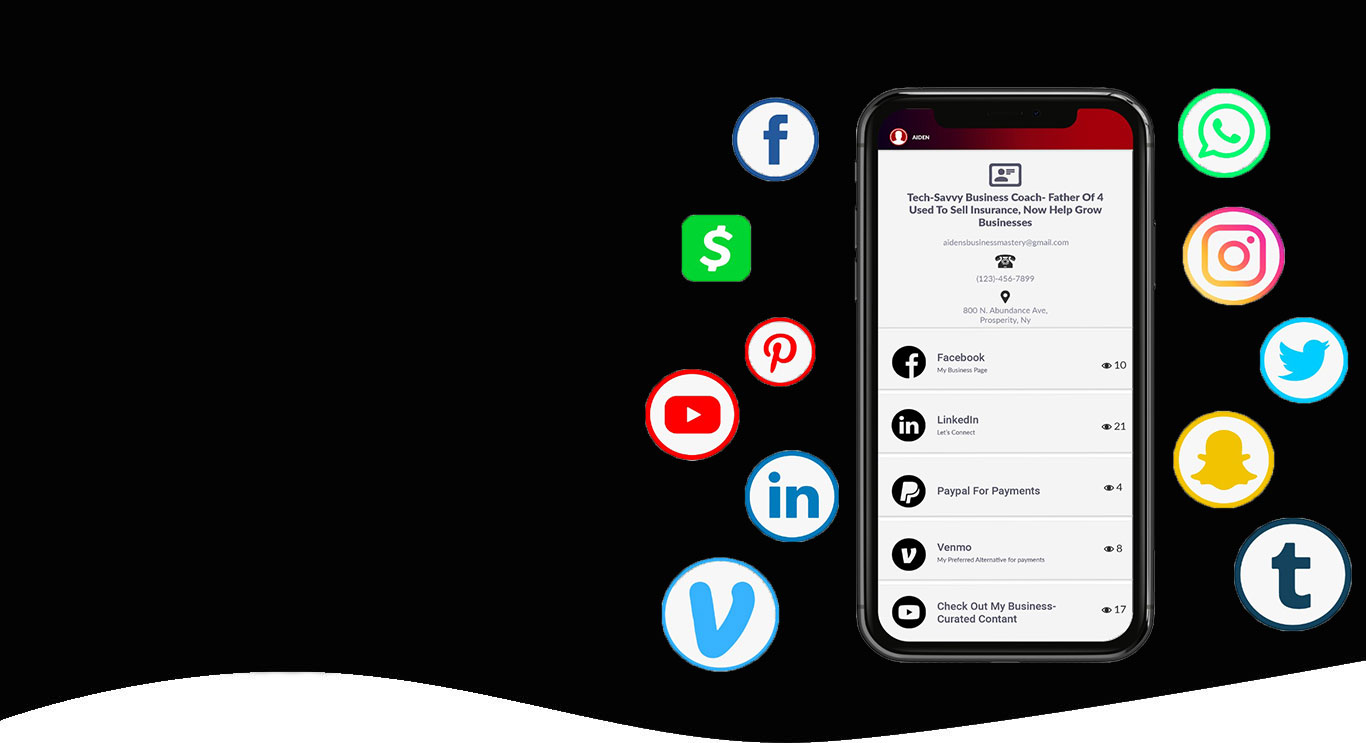 AIDEN
Tech-Savvy Business Coach- Father Of 4
Used To Sell Insurance, Now Help Grow
Businesses
aidensbusinessmastery@gmail.com
(123)-456-7899
800 N. Abundance Ave,
Prosperity, Ny
Facebook
My Business Page
10
LinkedIn
Let's Connect
21
Paypal For Payments
4
Venmo
My Preferred Alternative for payments
8
Check Out My Business-
Curated Contant
17